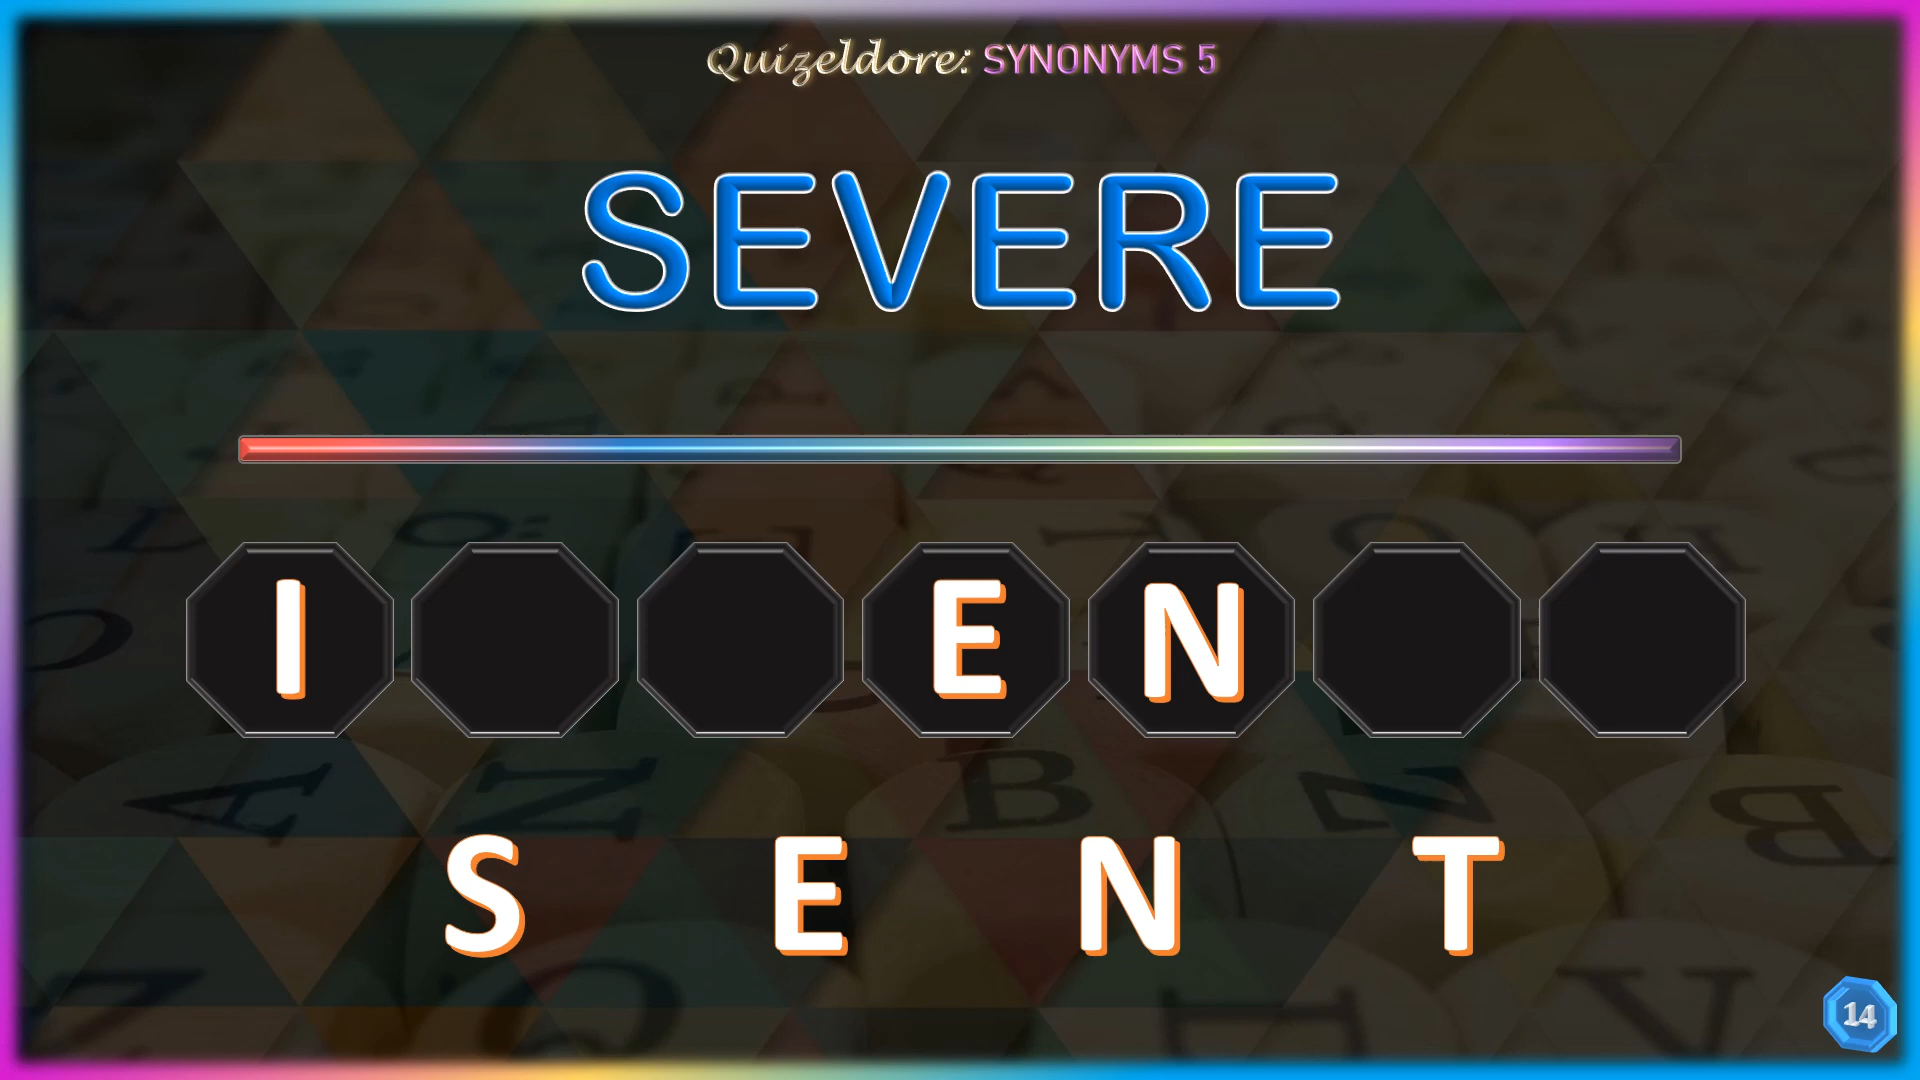 Quizeldore: SYNONYMS 5
SEVERE
I E N
S E N T
14